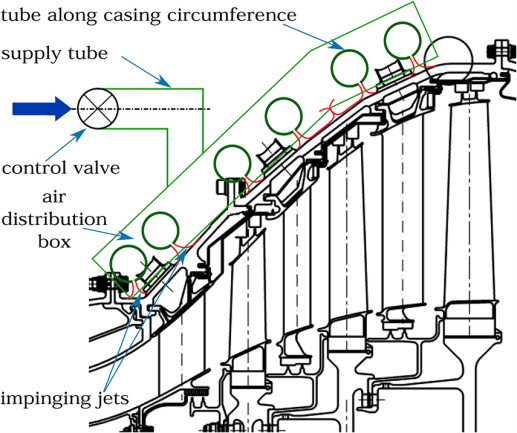 tube along casing circumference
supply tube
control valve
air
distribution
box
impinging jets